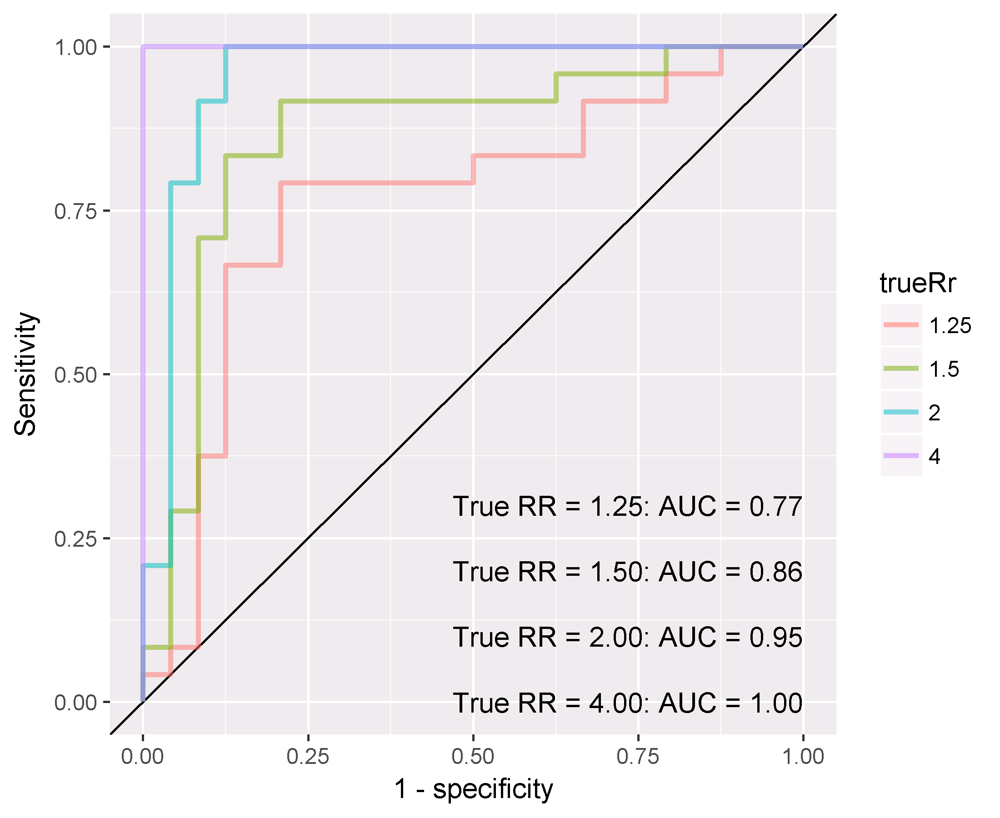 1.00
0.75
0.50
0.25
0.00
Sensitivity
0.00 0.25 0.50 0.75 1.00
1 - specificity
True RR = 1.25: AUC = 0.77
True RR = 1.50: AUC = 0.86
True RR = 2.00: AUC = 0.95
True RR = 4.00: AUC = 1.00
trueRr
1.25
1.5
2
4